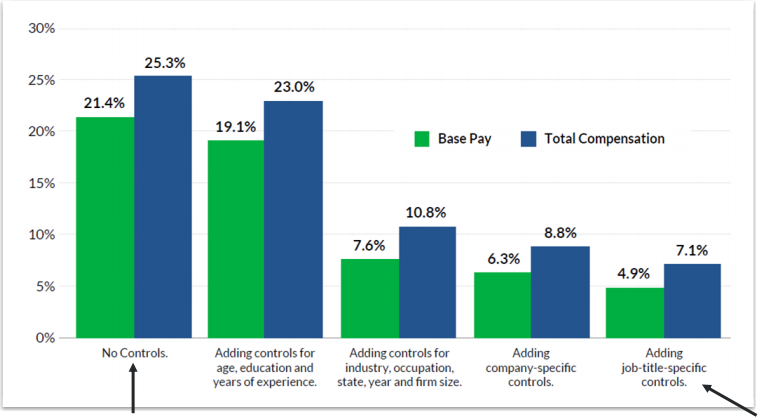 30%
25%
20%
15%
10%
5%
0%
21.4%
25.3%
19.1%
23.0%
7.6%
10.8%
6.3%
8.8%
4.9%
7.1%
Base Pay
Total Compensation
No Controls.
Adding controls for
age, education and
years of experience.
Adding controls for
industry, occupation,
state, year and firm size.
Adding
company-specific
controls.
Adding
job-title-specific
controls.